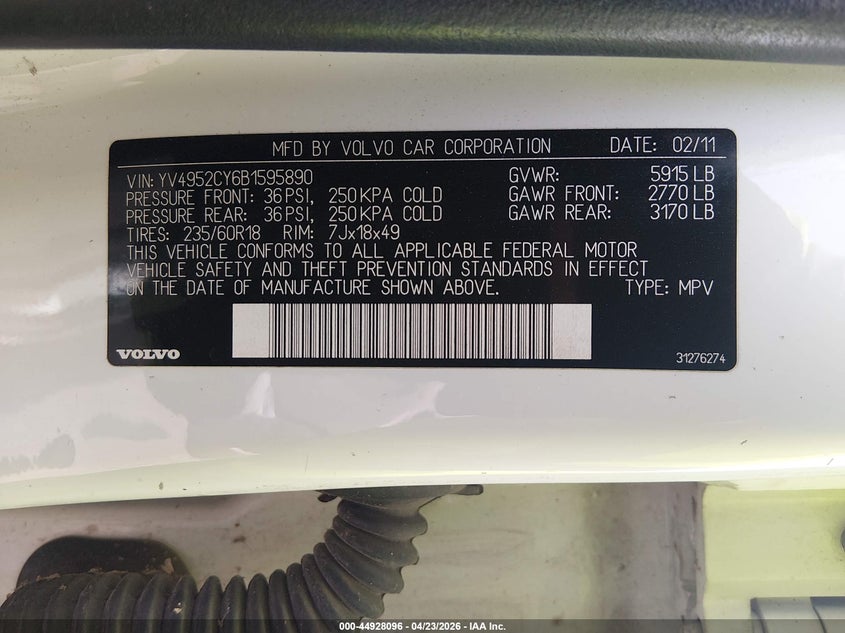 MFD BY VOLVO CAR CORPORATION DATE: 02/11
VIN: YV4952CY6B1595890 GVWR: 5915 LB
PRESSURE FRONT: 36 PSI, 250 KPA COLD GAWR FRONT: 2770 LB
PRESSURE REAR: 36 PSI, 250 KPA COLD GAWR REAR: 3170 LB
TIRES: 235/60R18 RIM: 7Jx18x49
THIS VEHICLE CONFORMS TO ALL APPLICABLE FEDERAL MOTOR
VEHICLE SAFETY AND THEFT PREVENTION STANDARDS IN EFFECT
ON THE DATE OF MANUFACTURE SHOWN ABOVE. TYPE: MPV
VOLVO 31276274
000-44928096 - 04/23/2026 - IAA Inc.